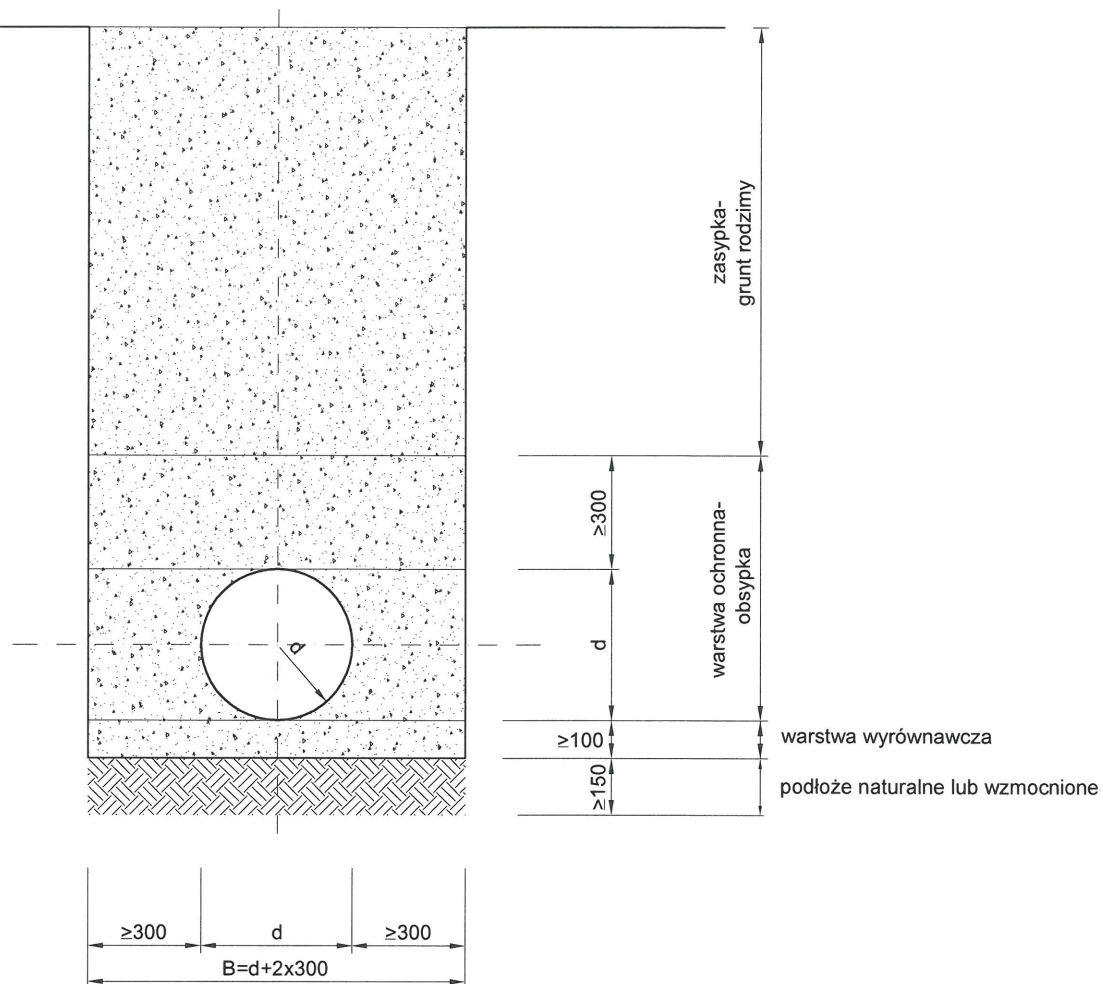 zasypka-
grunt rodzimy
≥300
warstwa ochronna-
obsypka
d
d
≥100
warstwa wyrównawcza
≥150
podłoże naturalne lub wzmocnione
≥300
d
≥300
B=d+2x300